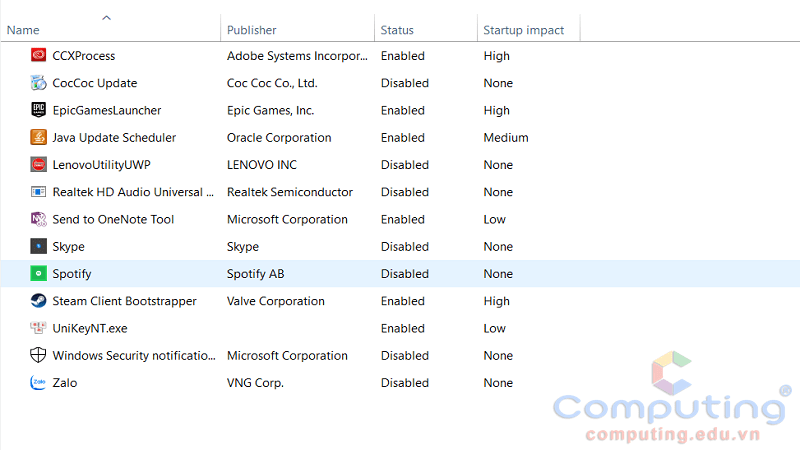 Name Publisher Status Startup impact
CCXProcess Adobe Systems Incorpor... Enabled High
CocCoc Update Coc Coc Co., Ltd. Disabled None
EpicGamesLauncher Epic Games, Inc. Enabled High
Java Update Scheduler Oracle Corporation Enabled Medium
LenovoUtilityUWP LENOVO INC Disabled None
Realtek HD Audio Universal ... Realtek Semiconductor Disabled None
Send to OneNote Tool Microsoft Corporation Enabled Low
Skype Skype Disabled None
Spotify Spotify AB Disabled None
Steam Client Bootstrapper Valve Corporation Enabled High
UniKeyNT.exe Enabled Low
Windows Security notificatio... Microsoft Corporation Disabled None
Zalo VNG Corp. Disabled None
Computing®
computing.edu.vn